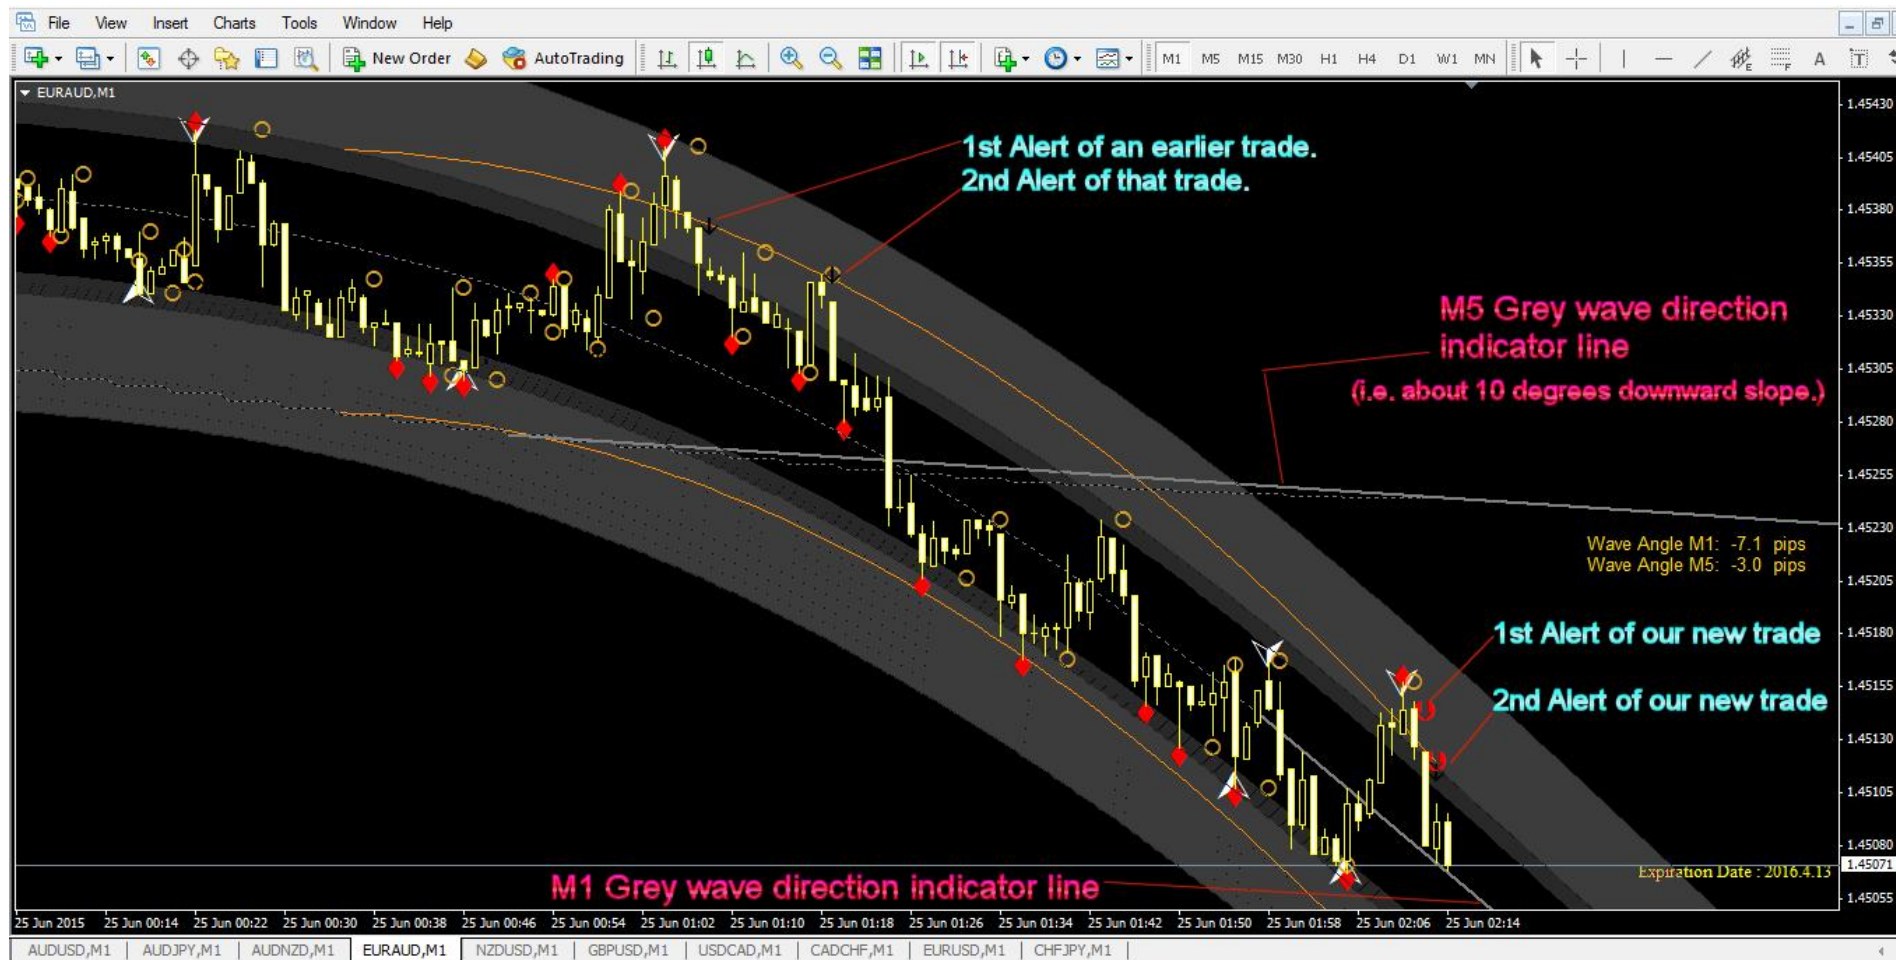 File View Insert Charts Tools Window Help
New Order AutoTrading M1 M5 M15 M30 H1 H4 D1 W1 MN E F A T
EURAUD,M1
1.45430
1st Alert of an earlier trade.
1.45405
2nd Alert of that trade.
1.45380
1.45355
M5 Grey wave direction
1.45330
indicator line
1.45305
(i.e. about 10 degrees downward slope.)
1.45280
1.45255
1.45230
Wave Angle M1: -7.1 pips
Wave Angle M5: -3.0 pips
1.45205
1st Alert of our new trade
1.45180
1.45155
2nd Alert of our new trade
1.45130
1.45105
1.45080
1.45071
Expiration Date : 2016.4.13
M1 Grey wave direction indicator line
1.45055
25 Jun 2015 25 Jun 00:14 25 Jun 00:22 25 Jun 00:30 25 Jun 00:38 25 Jun 00:46 25 Jun 00:54 25 Jun 01:02 25 Jun 01:10 25 Jun 01:18 25 Jun 01:26 25 Jun 01:34 25 Jun 01:42 25 Jun 01:50 25 Jun 01:58 25 Jun 02:06 25 Jun 02:14
AUDUSD,M1 AUDJPY,M1 AUDNZD,M1 EURAUD,M1 NZDUSD,M1 GBPUSD,M1 USDCAD,M1 CADCHF,M1 EURUSD,M1 CHFJPY,M1